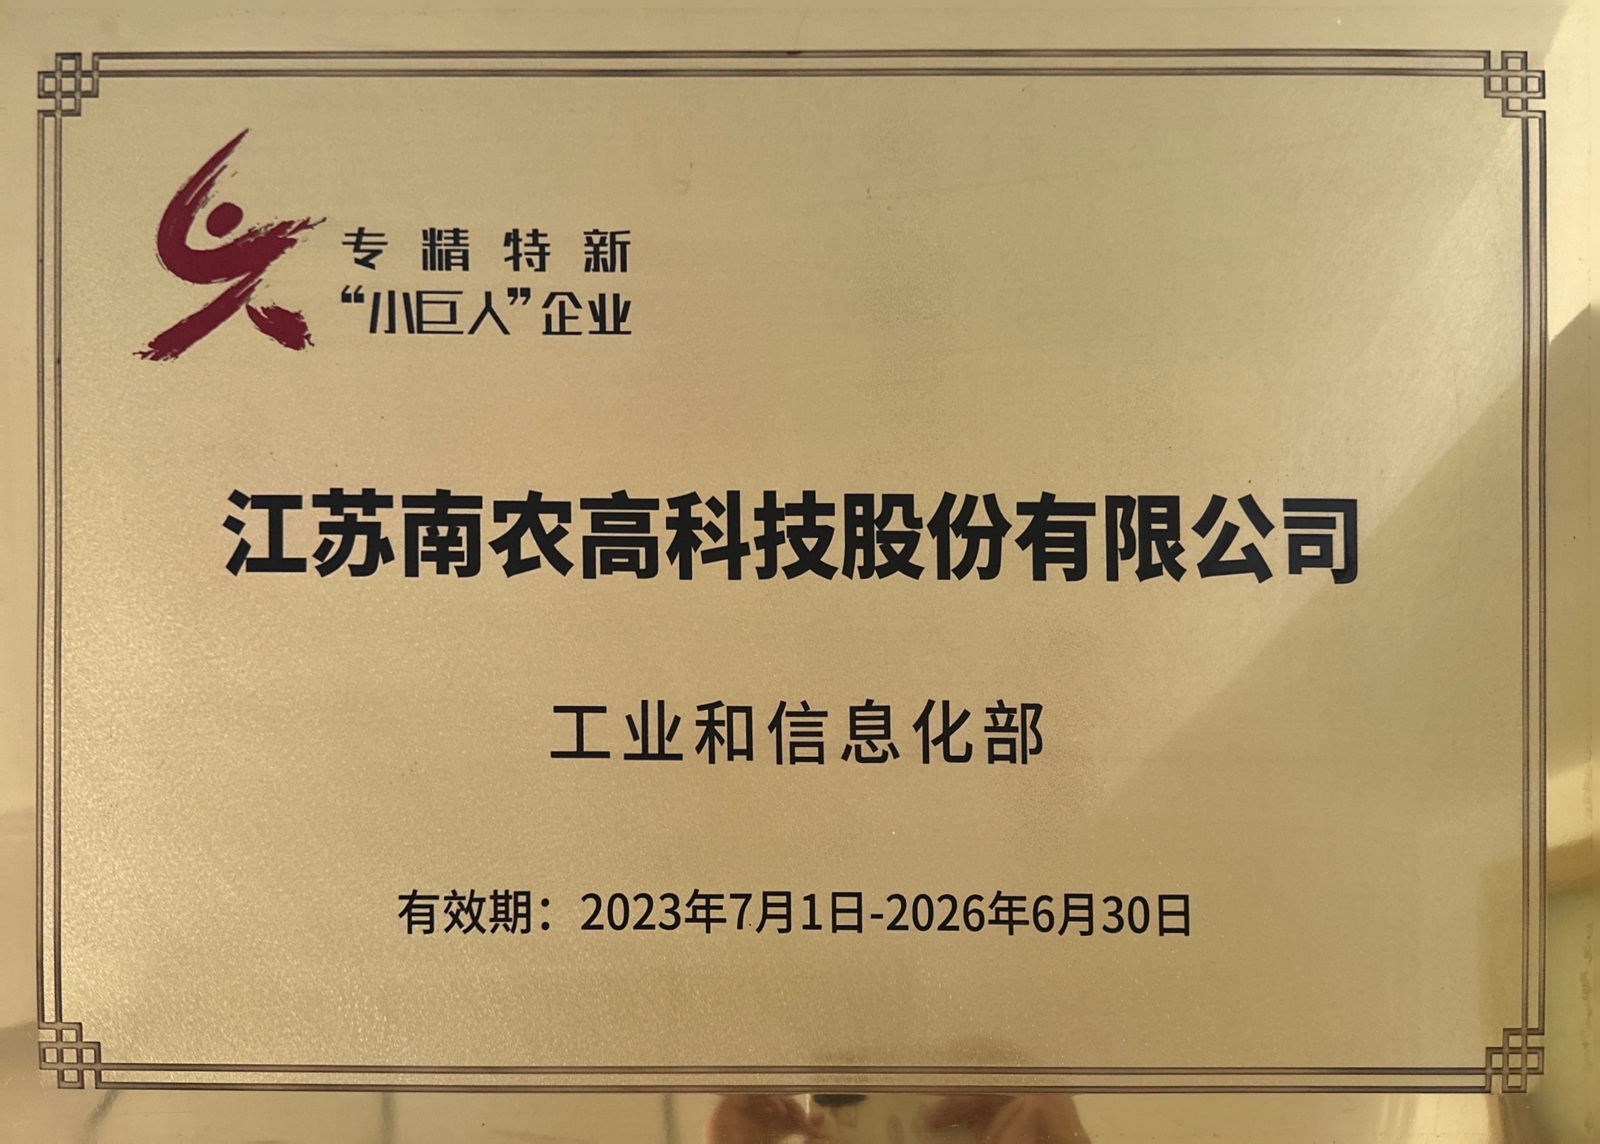 专精特新
“小巨人”企业
江苏南农高科技股份有限公司
工业和信息化部
有效期：2023年7月1日-2026年6月30日